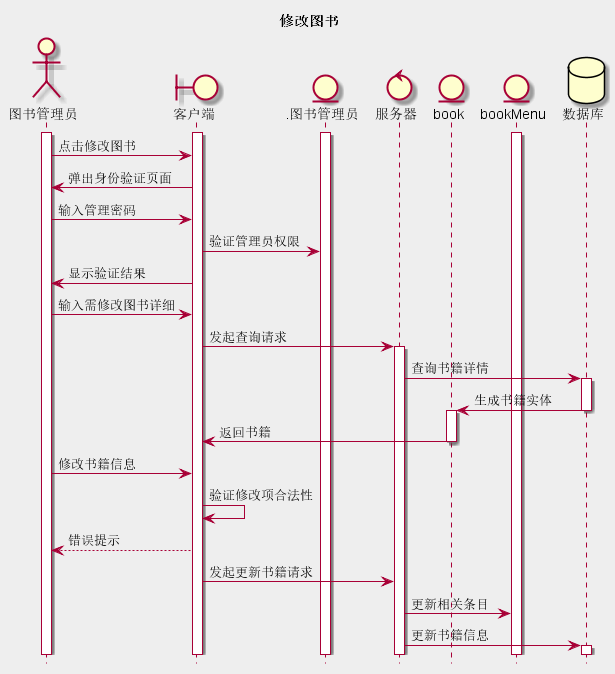 修改图书
图书管理员
客户端
.图书管理员
服务器
book
bookMenu
数据库
点击修改图书
弹出身份验证页面
输入管理密码
验证管理员权限
显示验证结果
输入需修改图书详细
发起查询请求
查询书籍详情
生成书籍实体
返回书籍
修改书籍信息
验证修改项合法性
错误提示
发起更新书籍请求
更新相关条目
更新书籍信息